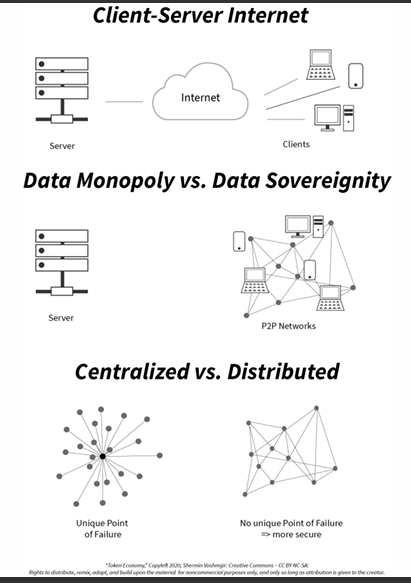 Client-Server Internet
Internet
Server
Clients
Data Monopoly vs. Data Sovereignity
Server
P2P Networks
Centralized vs. Distributed
Unique Point
of Failure
No unique Point of Failure
=> more secure
"Token Economy," Copyleft 2020, Shermin Voshmgir: Creative Commons – CC BY NC-SA:
Rights to distribute, remix, adapt, and build upon the material for noncommercial purposes only, and only so long as attribution is given to the creator.